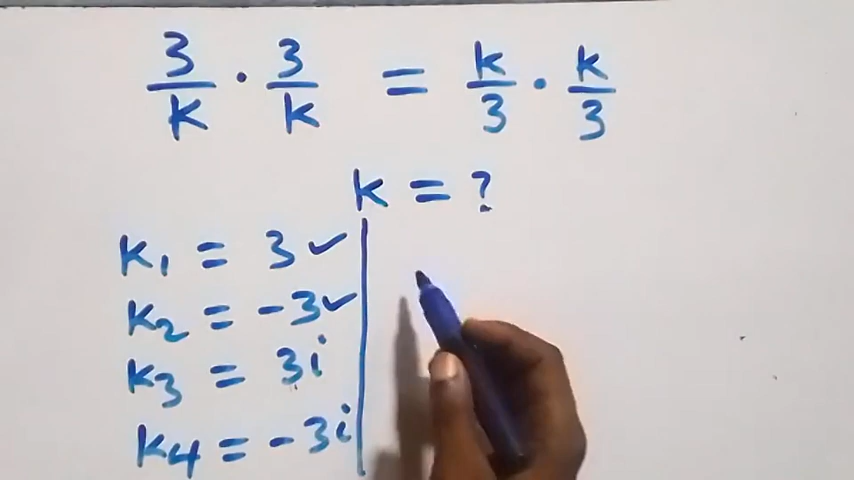 3/k · 3/k = k/3 · k/3
k = ?
k₁ = 3 ✓
k₂ = -3 ✓
k₃ = 3i
k₄ = -3i